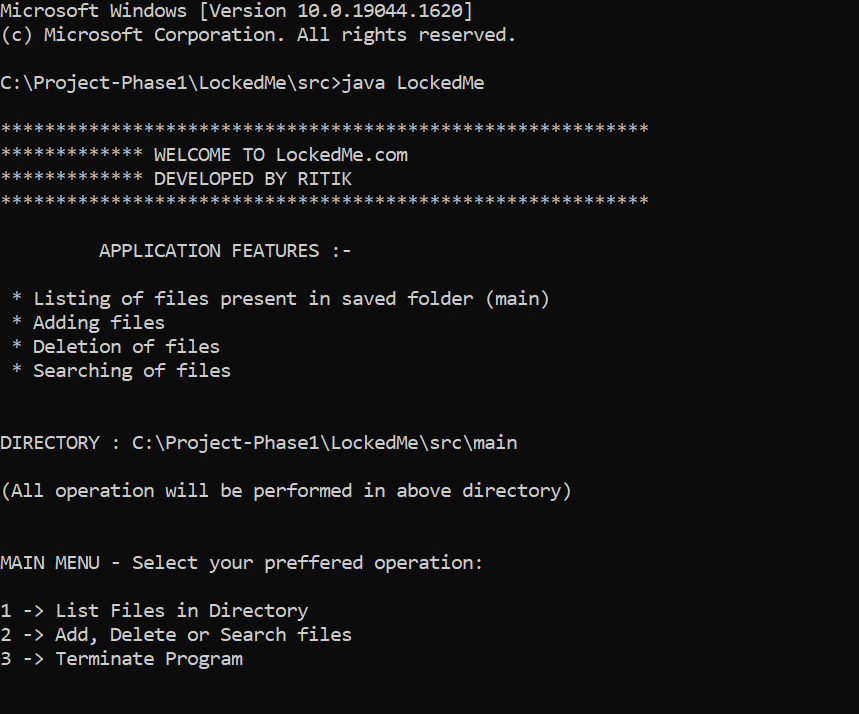 Microsoft Windows [Version 10.0.19044.1620]
(c) Microsoft Corporation. All rights reserved.
C:\Project-Phase1\LockedMe\src>java LockedMe
***********************************************************
************* WELCOME TO LockedMe.com
************* DEVELOPED BY RITIK
***********************************************************
APPLICATION FEATURES :-
* Listing of files present in saved folder (main)
* Adding files
* Deletion of files
* Searching of files
DIRECTORY : C:\Project-Phase1\LockedMe\src\main
(All operation will be performed in above directory)
MAIN MENU - Select your preffered operation:
1 -> List Files in Directory
2 -> Add, Delete or Search files
3 -> Terminate Program